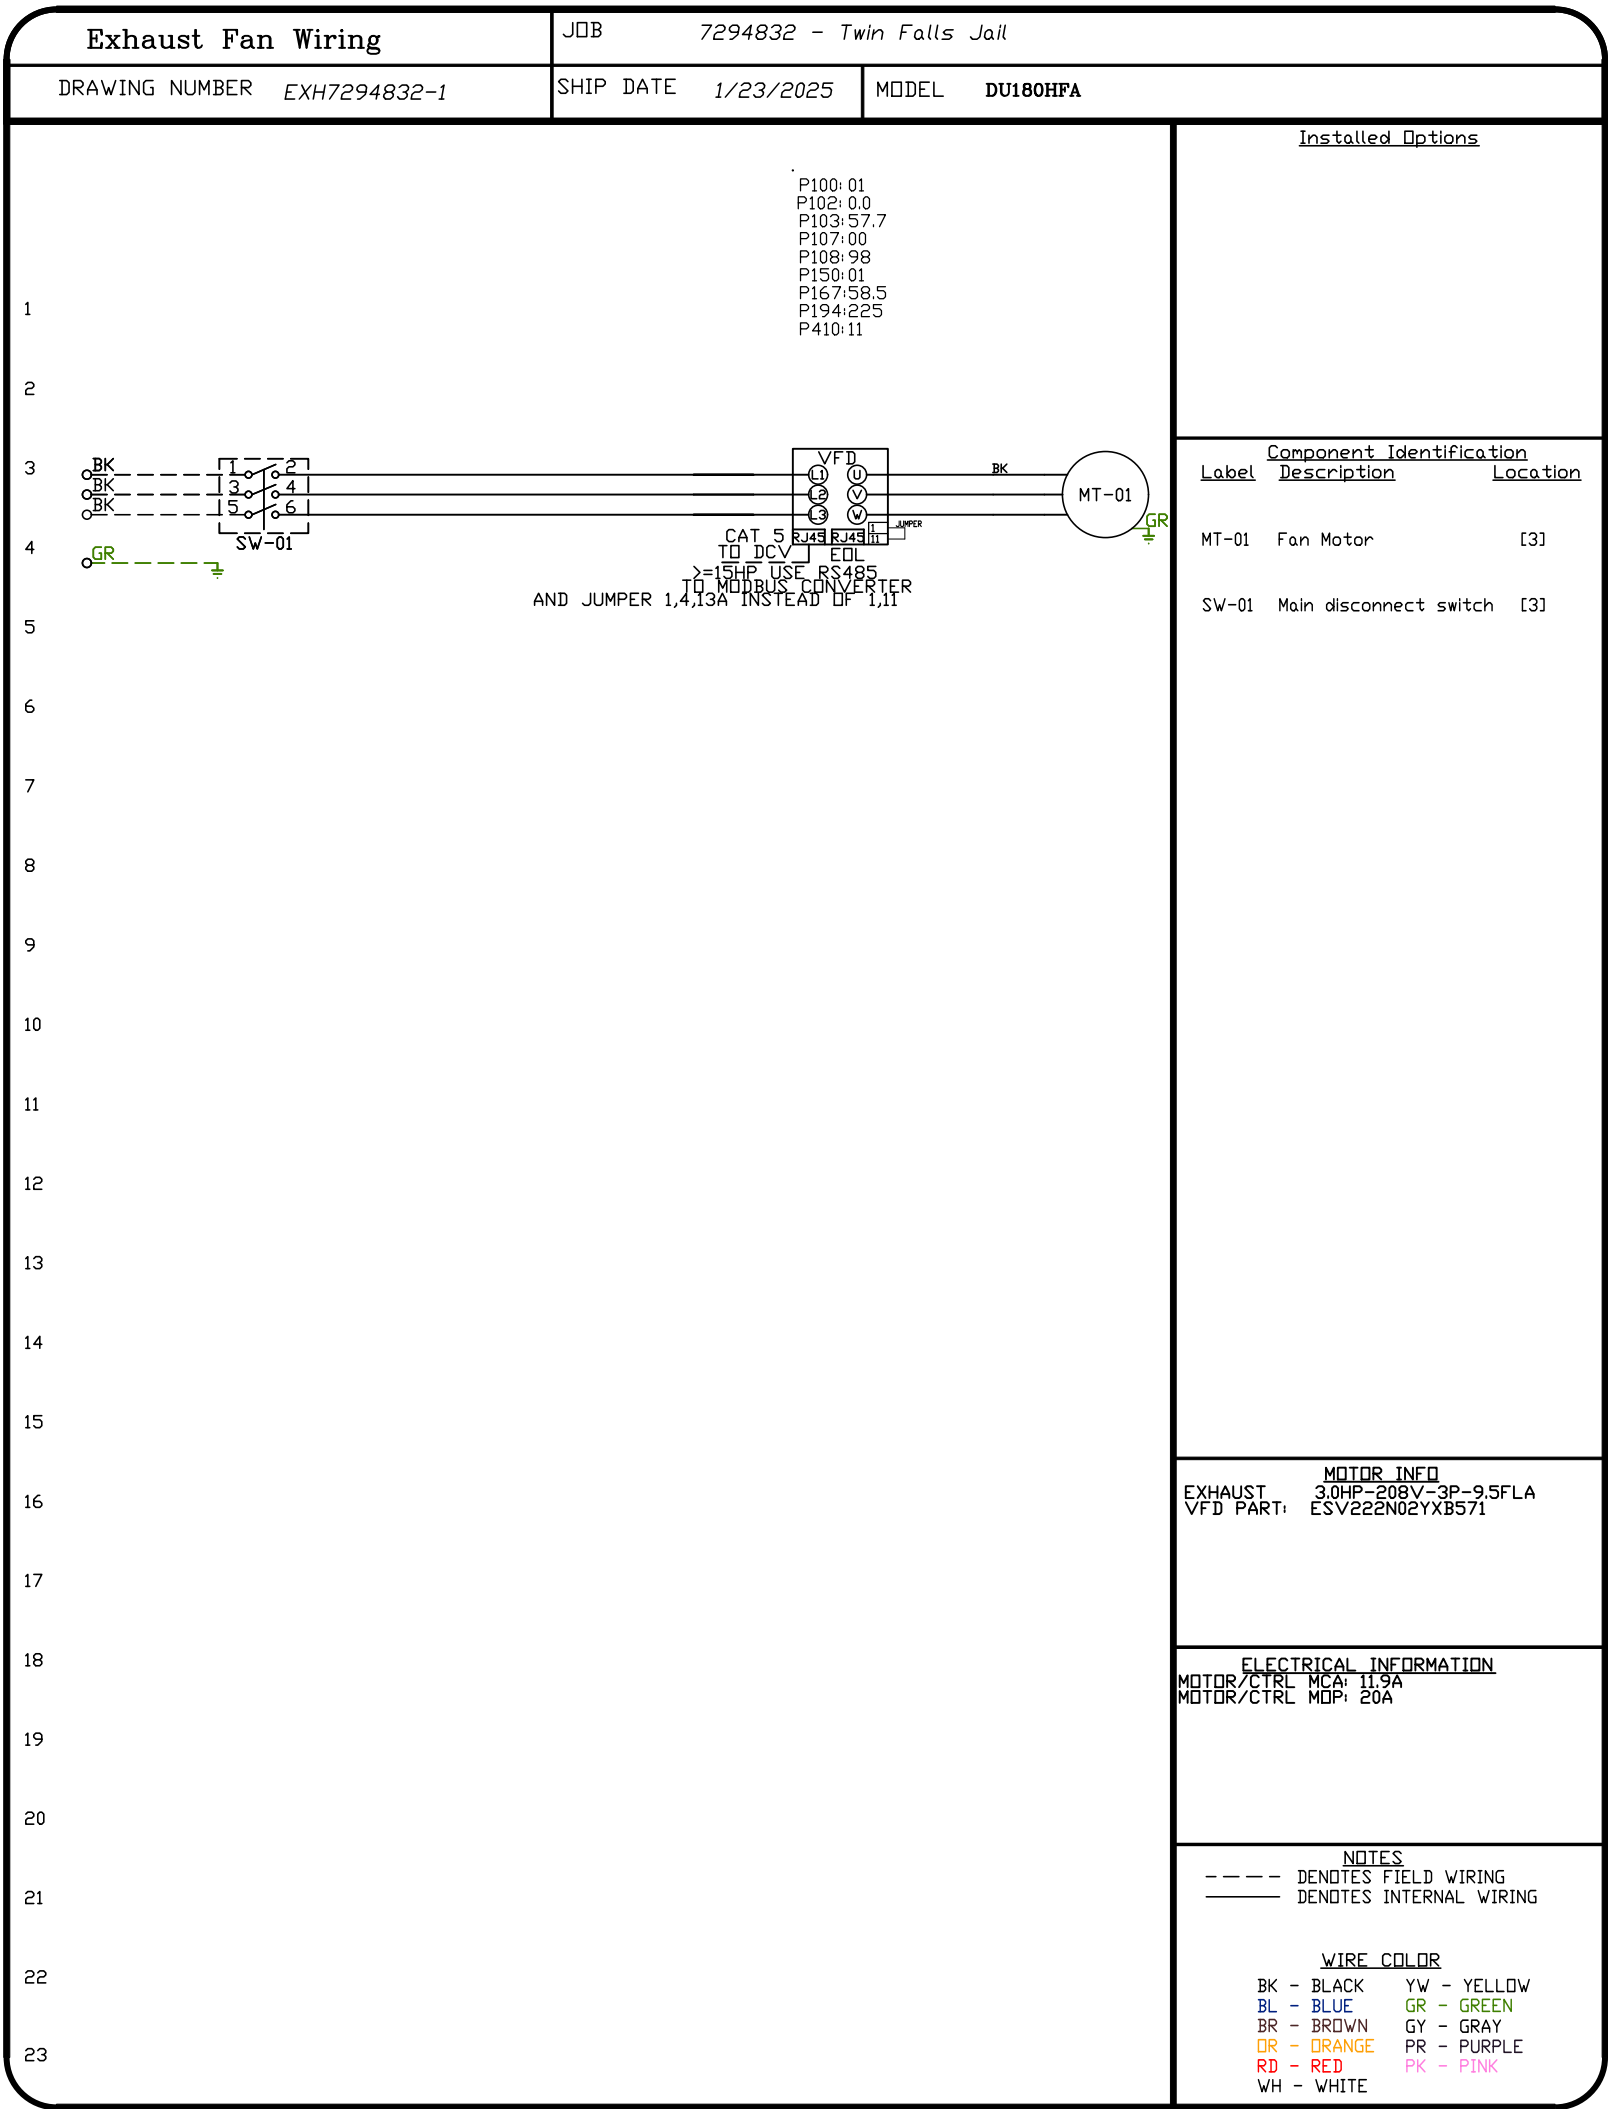 Exhaust Fan Wiring
JOB 7294832 - Twin Falls Jail
DRAWING NUMBER EXH7294832-1
SHIP DATE 1/23/2025
MODEL DU180HFA
P100: 01
P102: 0.0
P103: 57.7
P107: 00
P108: 98
P150: 01
P167: 58.5
P194: 225
P410: 11
1
2
3
4
5
6
7
8
9
10
11
12
13
14
15
16
17
18
19
20
21
22
23
BK
BK
BK
GR
1 2
3 4
5 6
SW-01
VFD
L1 U
L2 V
L3 W
RJ45 RJ45
1
11
JUMPER
BK
MT-01
GR
CAT 5
TO DCV
EOL
>=15HP USE RS485
TO MODBUS CONVERTER
AND JUMPER 1,4,13A INSTEAD OF 1,11
Installed Options
Component Identification
Label Description Location
MT-01 Fan Motor [3]
SW-01 Main disconnect switch [3]
MOTOR INFO
EXHAUST 3.0HP-208V-3P-9.5FLA
VFD PART: ESV222N02YXB571
ELECTRICAL INFORMATION
MOTOR/CTRL MCA: 11.9A
MOTOR/CTRL MOP: 20A
NOTES
DENOTES FIELD WIRING
DENOTES INTERNAL WIRING
WIRE COLOR
BK - BLACK YW - YELLOW
BL - BLUE GR - GREEN
BR - BROWN GY - GRAY
OR - ORANGE PR - PURPLE
RD - RED PK - PINK
WH - WHITE